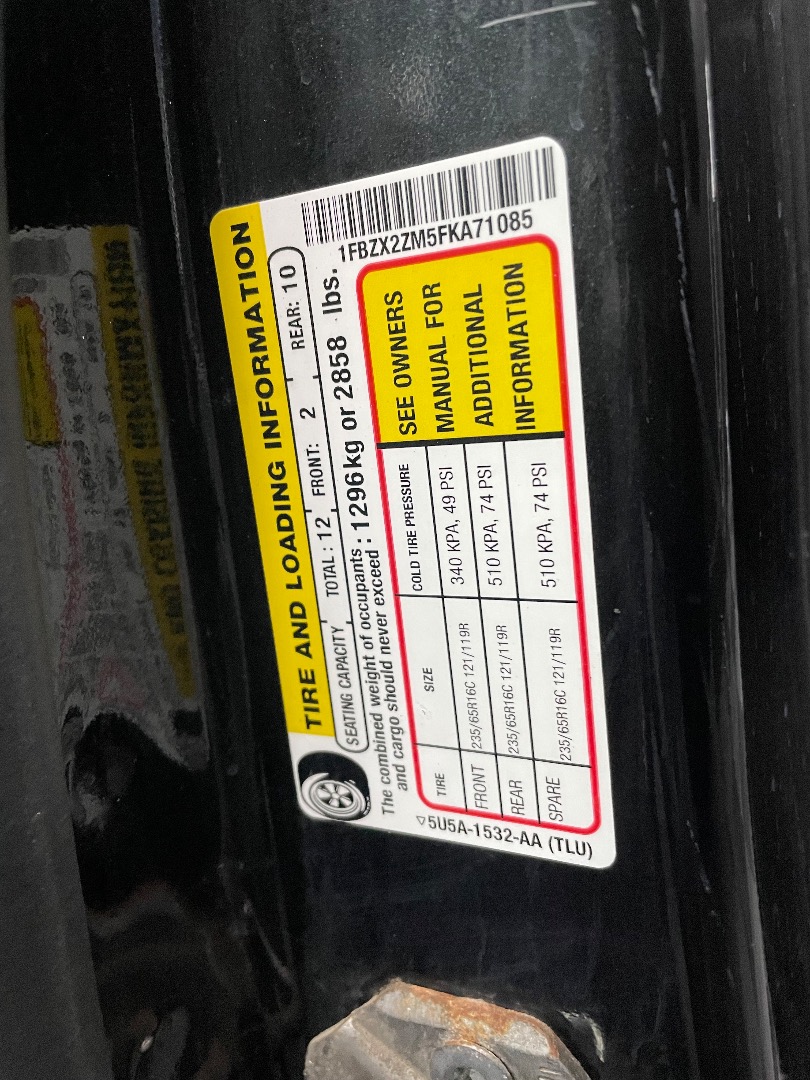 TIRE AND LOADING INFORMATION
SEATING CAPACITY TOTAL: 12 FRONT: 2 REAR: 10
The combined weight of occupants and cargo should never exceed : 1296kg or 2858 lbs.
TIRE SIZE COLD TIRE PRESSURE
FRONT 235/65R16C 121/119R 340 KPA, 49 PSI
REAR 235/65R16C 121/119R 510 KPA, 74 PSI
SPARE 235/65R16C 121/119R 510 KPA, 74 PSI
SEE OWNERS
MANUAL FOR
ADDITIONAL
INFORMATION
1FBZX2ZM5FKA71085
5U5A-1532-AA (TLU)